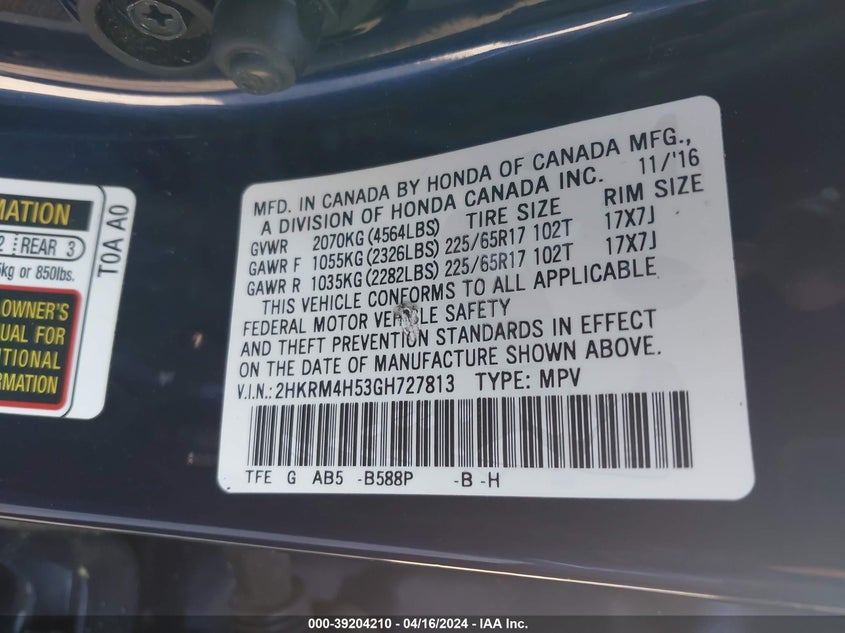 MATION
2 REAR 3
5kg or 850lbs.
OWNER'S
UAL FOR
ITIONAL
ORMATION
T0A A0
MFD. IN CANADA BY HONDA OF CANADA MFG.,
A DIVISION OF HONDA CANADA INC. 11/'16
GVWR 2070KG(4564LBS) TIRE SIZE RIM SIZE
GAWR F 1055KG(2326LBS) 225/65R17 102T 17X7J
GAWR R 1035KG(2282LBS) 225/65R17 102T 17X7J
THIS VEHICLE CONFORMS TO ALL APPLICABLE
FEDERAL MOTOR VEHICLE SAFETY
AND THEFT PREVENTION STANDARDS IN EFFECT
ON THE DATE OF MANUFACTURE SHOWN ABOVE.
V.I.N.: 2HKRM4H53GH727813 TYPE: MPV
TFE G AB5 -B588P -B -H
000-39204210 - 04/16/2024 - IAA Inc.